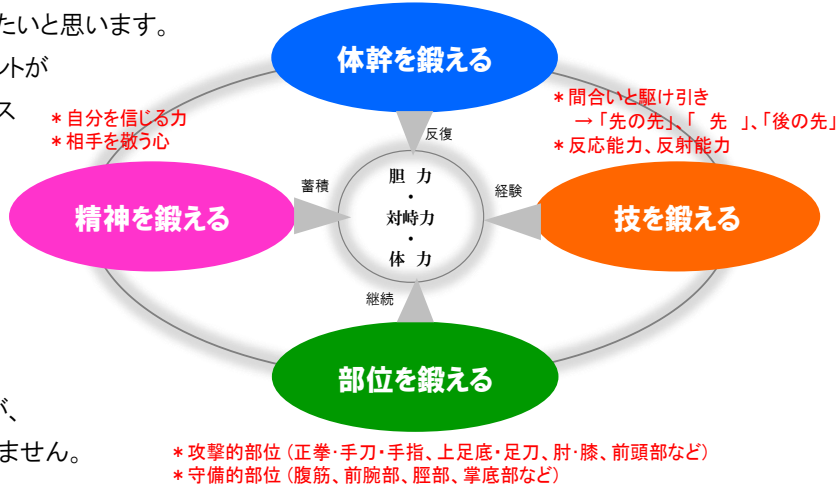 たいと思います。
体幹を鍛える
ントが
ス
＊自分を信じる力
＊相手を敬う心
＊間合いと駆け引き
→「先の先」、「 先 」、「後の先」
＊反応能力、反射能力
反復
胆 力
・
対峙力
・
体 力
蓄積
経験
精神を鍛える
技を鍛える
継続
部位を鍛える
が、
ません。
＊攻撃的部位（正拳・手刀・手指、上足底・足刀、肘・膝、前頭部など）
＊守備的部位（腹筋、前腕部、脛部、掌底部など）